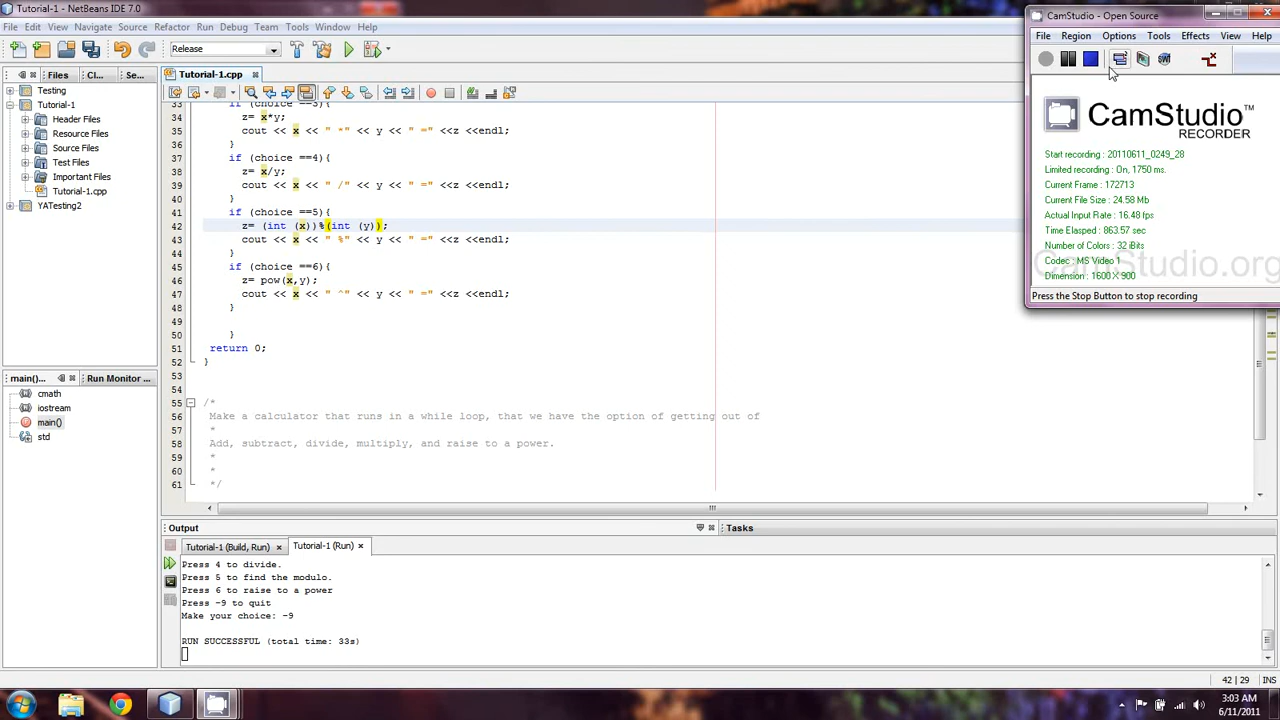 Tutorial-1 - NetBeans IDE 7.0
File Edit View Navigate Source Refactor Run Debug Team Tools Window Help
Release
Files Cl... Se...
Testing
Tutorial-1
Header Files
Resource Files
Source Files
Test Files
Important Files
Tutorial-1.cpp
YATesting2
main()... Run Monitor ...
cmath
iostream
main()
std
Tutorial-1.cpp
33 if (choice ==3){
34 z= x*y;
35 cout << x << " *" << y << " =" <<z <<endl;
36 }
37 if (choice ==4){
38 z= x/y;
39 cout << x << " /" << y << " =" <<z <<endl;
40 }
41 if (choice ==5){
42 z= (int (x))%(int (y));
43 cout << x << " %" << y << " =" <<z <<endl;
44 }
45 if (choice ==6){
46 z= pow(x,y);
47 cout << x << " ^" << y << " =" <<z <<endl;
48 }
49
50 }
51 return 0;
52 }
53
54
55 /*
56 Make a calculator that runs in a while loop, that we have the option of getting out of
57 *
58 Add, subtract, divide, multiply, and raise to a power.
59 *
60 *
61 */
Output Tasks
Tutorial-1 (Build, Run) Tutorial-1 (Run)
Press 4 to divide.
Press 5 to find the modulo.
Press 6 to raise to a power
Press -9 to quit
Make your choice: -9
RUN SUCCESSFUL (total time: 33s)
42 | 29 INS
CamStudio - Open Source
File Region Options Tools Effects View Help
CamStudio™
RECORDER
Start recording : 20110611_0249_28
Limited recording : On, 1750 ms.
Current Frame : 172713
Current File Size : 24.58 Mb
Actual Input Rate : 16.48 fps
Time Elasped : 863.57 sec
Number of Colors : 32 iBits
Codec : MS Video 1
Dimension : 1600 X 900
CamStudio.org
Press the Stop Button to stop recording
3:03 AM
6/11/2011